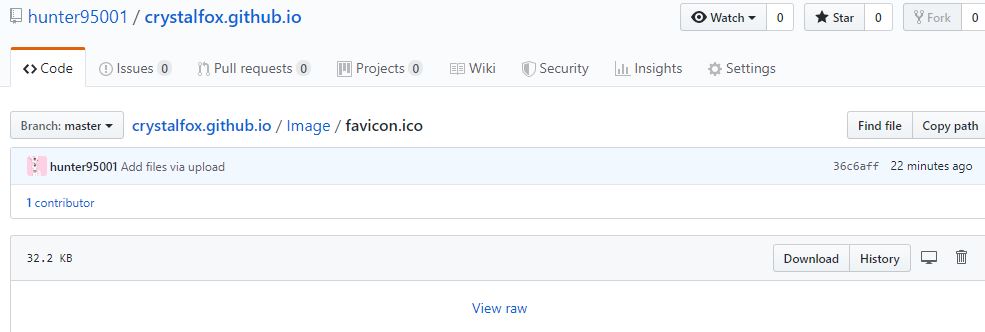 hunter95001 / crystalfox.github.io Watch 0 Star 0 Fork 0
Code Issues 0 Pull requests 0 Projects 0 Wiki Security Insights Settings
Branch: master crystalfox.github.io / Image / favicon.ico Find file Copy path
hunter95001 Add files via upload 36c6aff 22 minutes ago
1 contributor
32.2 KB Download History
View raw